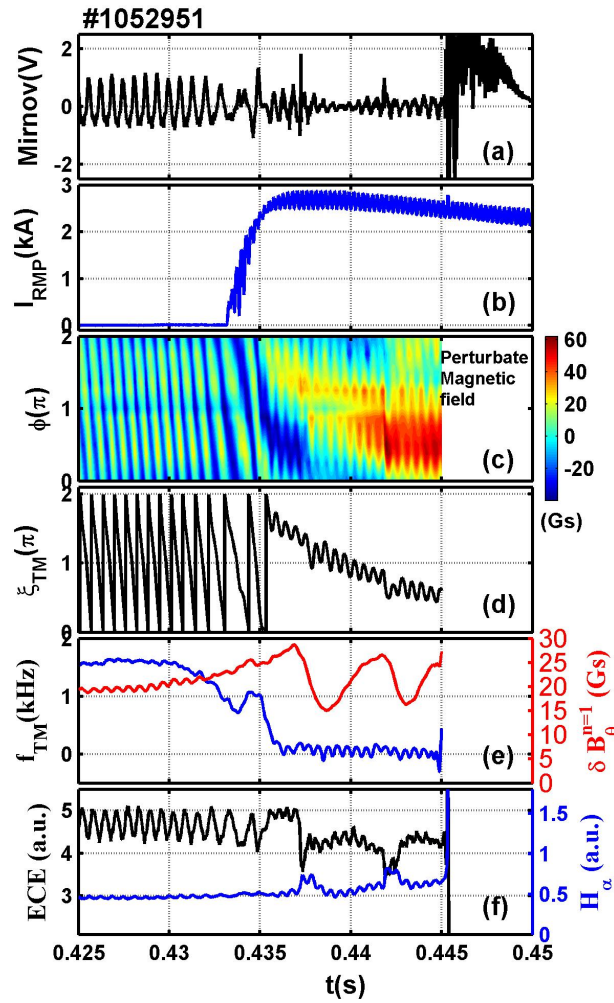 #1052951
Mirnov(V)
2
0
-2
(a)
I_RMP(kA)
3
2
1
0
(b)
ϕ(π)
2
1
0
Perturbate
Magnetic
field
(c)
60
40
20
0
-20
(Gs)
ξ_TM(π)
2
1
0
(d)
f_TM(kHz)
2
1
0
(e)
30
25
20
15
10
5
0
δ B_θ^n=1 (Gs)
ECE (a.u.)
5
4
3
(f)
1.5
1
0.5
0
H_α (a.u.)
0.425 0.43 0.435 0.44 0.445 0.45
t(s)